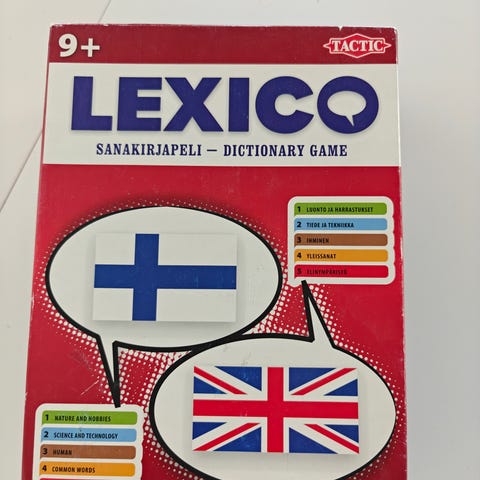 9+
TACTIC
LEXICO
SANAKIRJAPELI — DICTIONARY GAME
1 LUONTO JA HARRASTUKSET
2 TIEDE JA TEKNIIKKA
3 IHMINEN
4 YLEISSANAT
5 ELINYMPÄRISTÖ
1 NATURE AND HOBBIES
2 SCIENCE AND TECHNOLOGY
3 HUMAN
4 COMMON WORDS